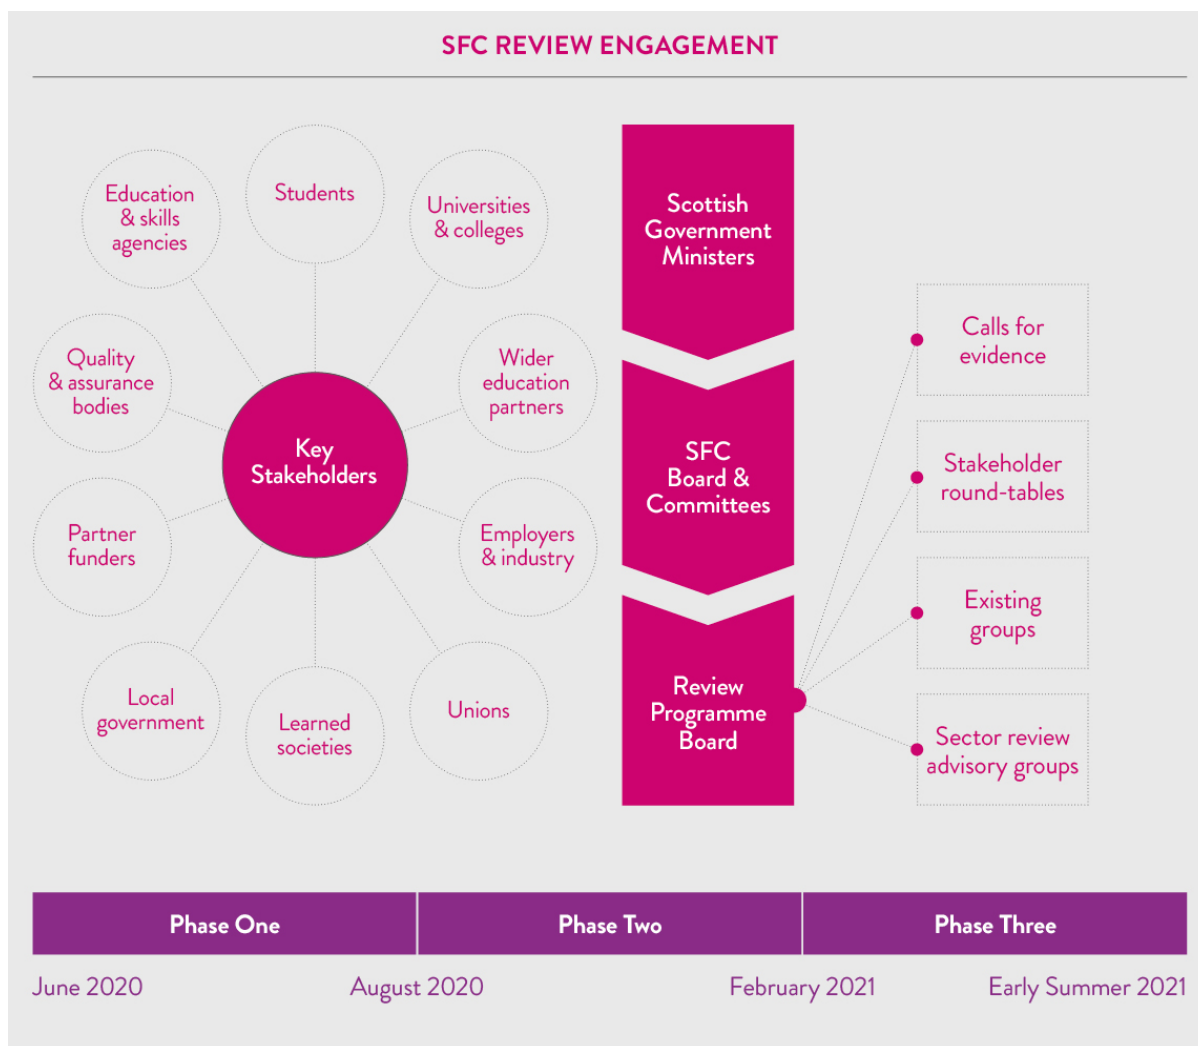 SFC REVIEW ENGAGEMENT
Education
& skills
agencies
Students
Universities
& colleges
Quality
& assurance
bodies
Wider
education
partners
Key
Stakeholders
Partner
funders
Employers
& industry
Local
government
Learned
societies
Unions
Scottish
Government
Ministers
SFC
Board &
Committees
Review
Programme
Board
Calls for
evidence
Stakeholder
round-tables
Existing
groups
Sector review
advisory groups
Phase One
Phase Two
Phase Three
June 2020
August 2020
February 2021
Early Summer 2021